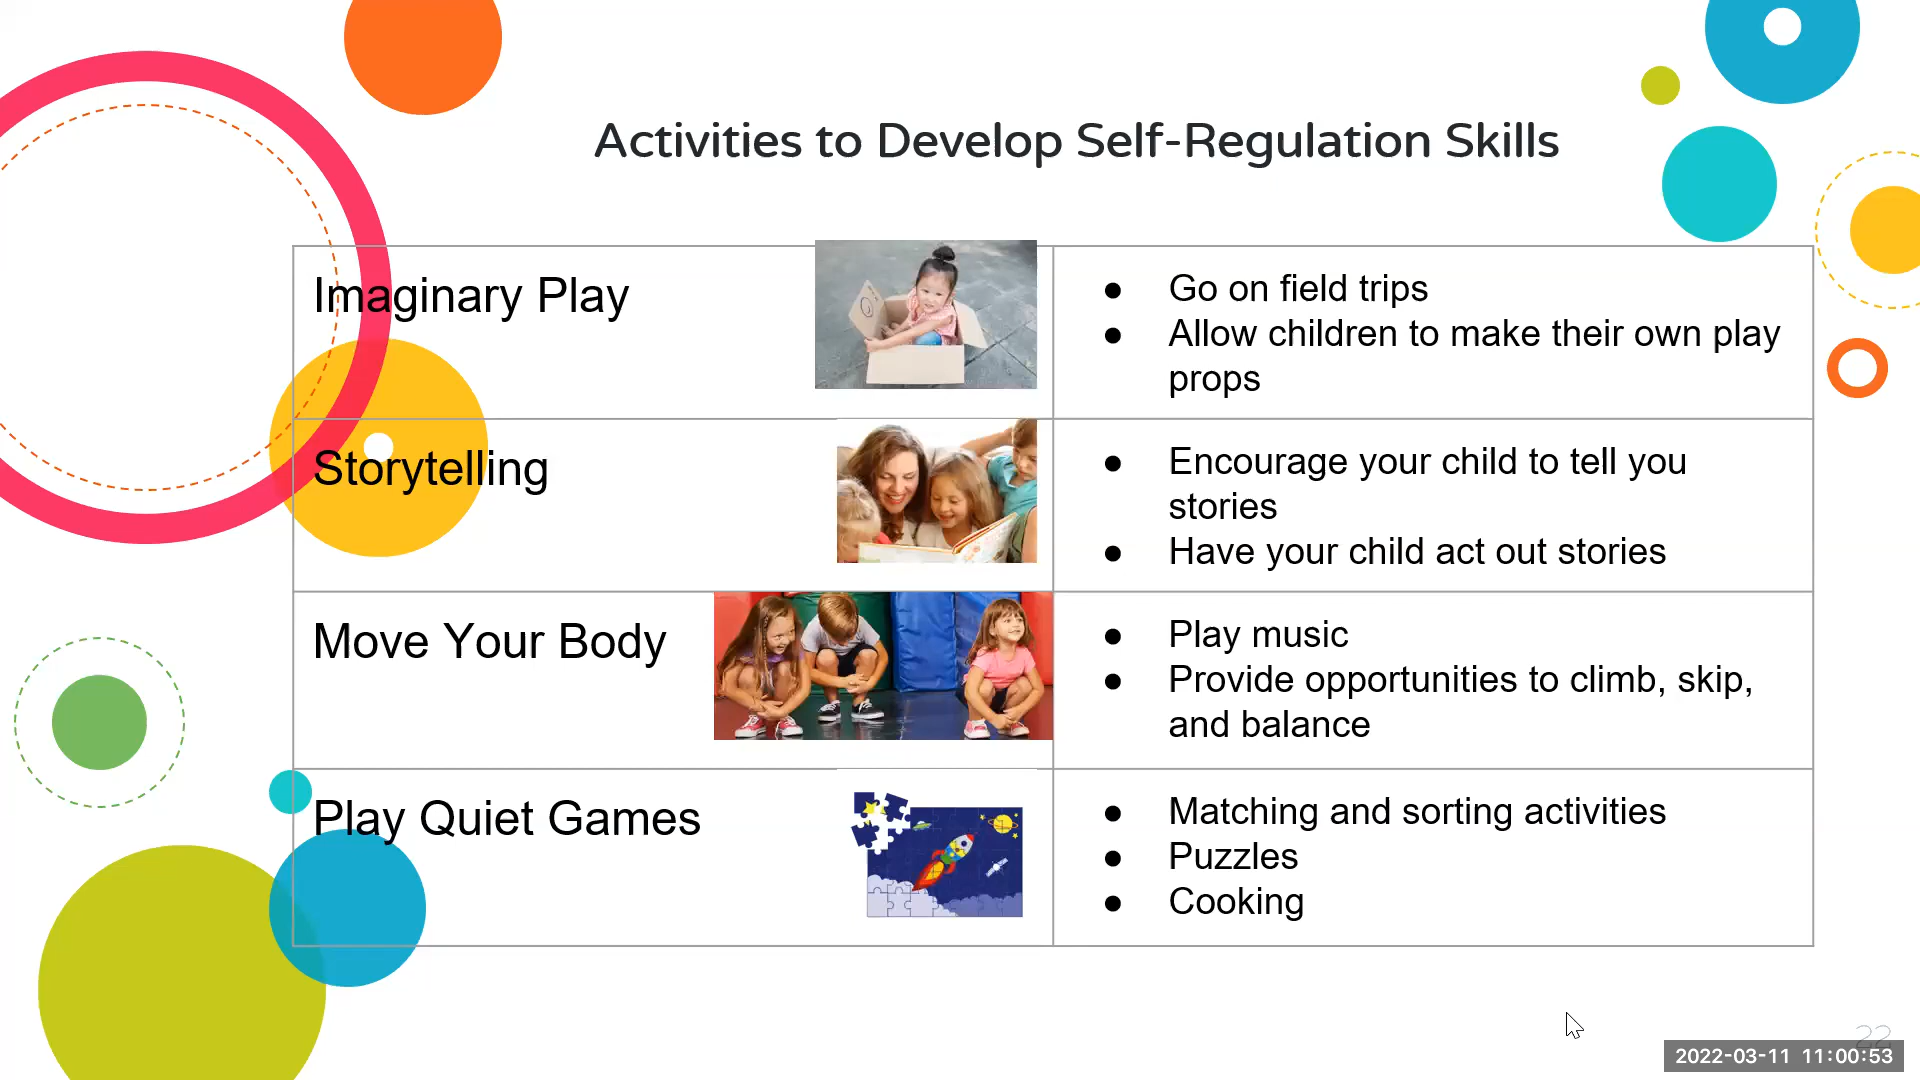 Activities to Develop Self-Regulation Skills
Imaginary Play
● Go on field trips
● Allow children to make their own play
props
Storytelling
● Encourage your child to tell you
stories
● Have your child act out stories
Move Your Body
● Play music
● Provide opportunities to climb, skip,
and balance
Play Quiet Games
● Matching and sorting activities
● Puzzles
● Cooking
22
2022-03-11 11:00:53